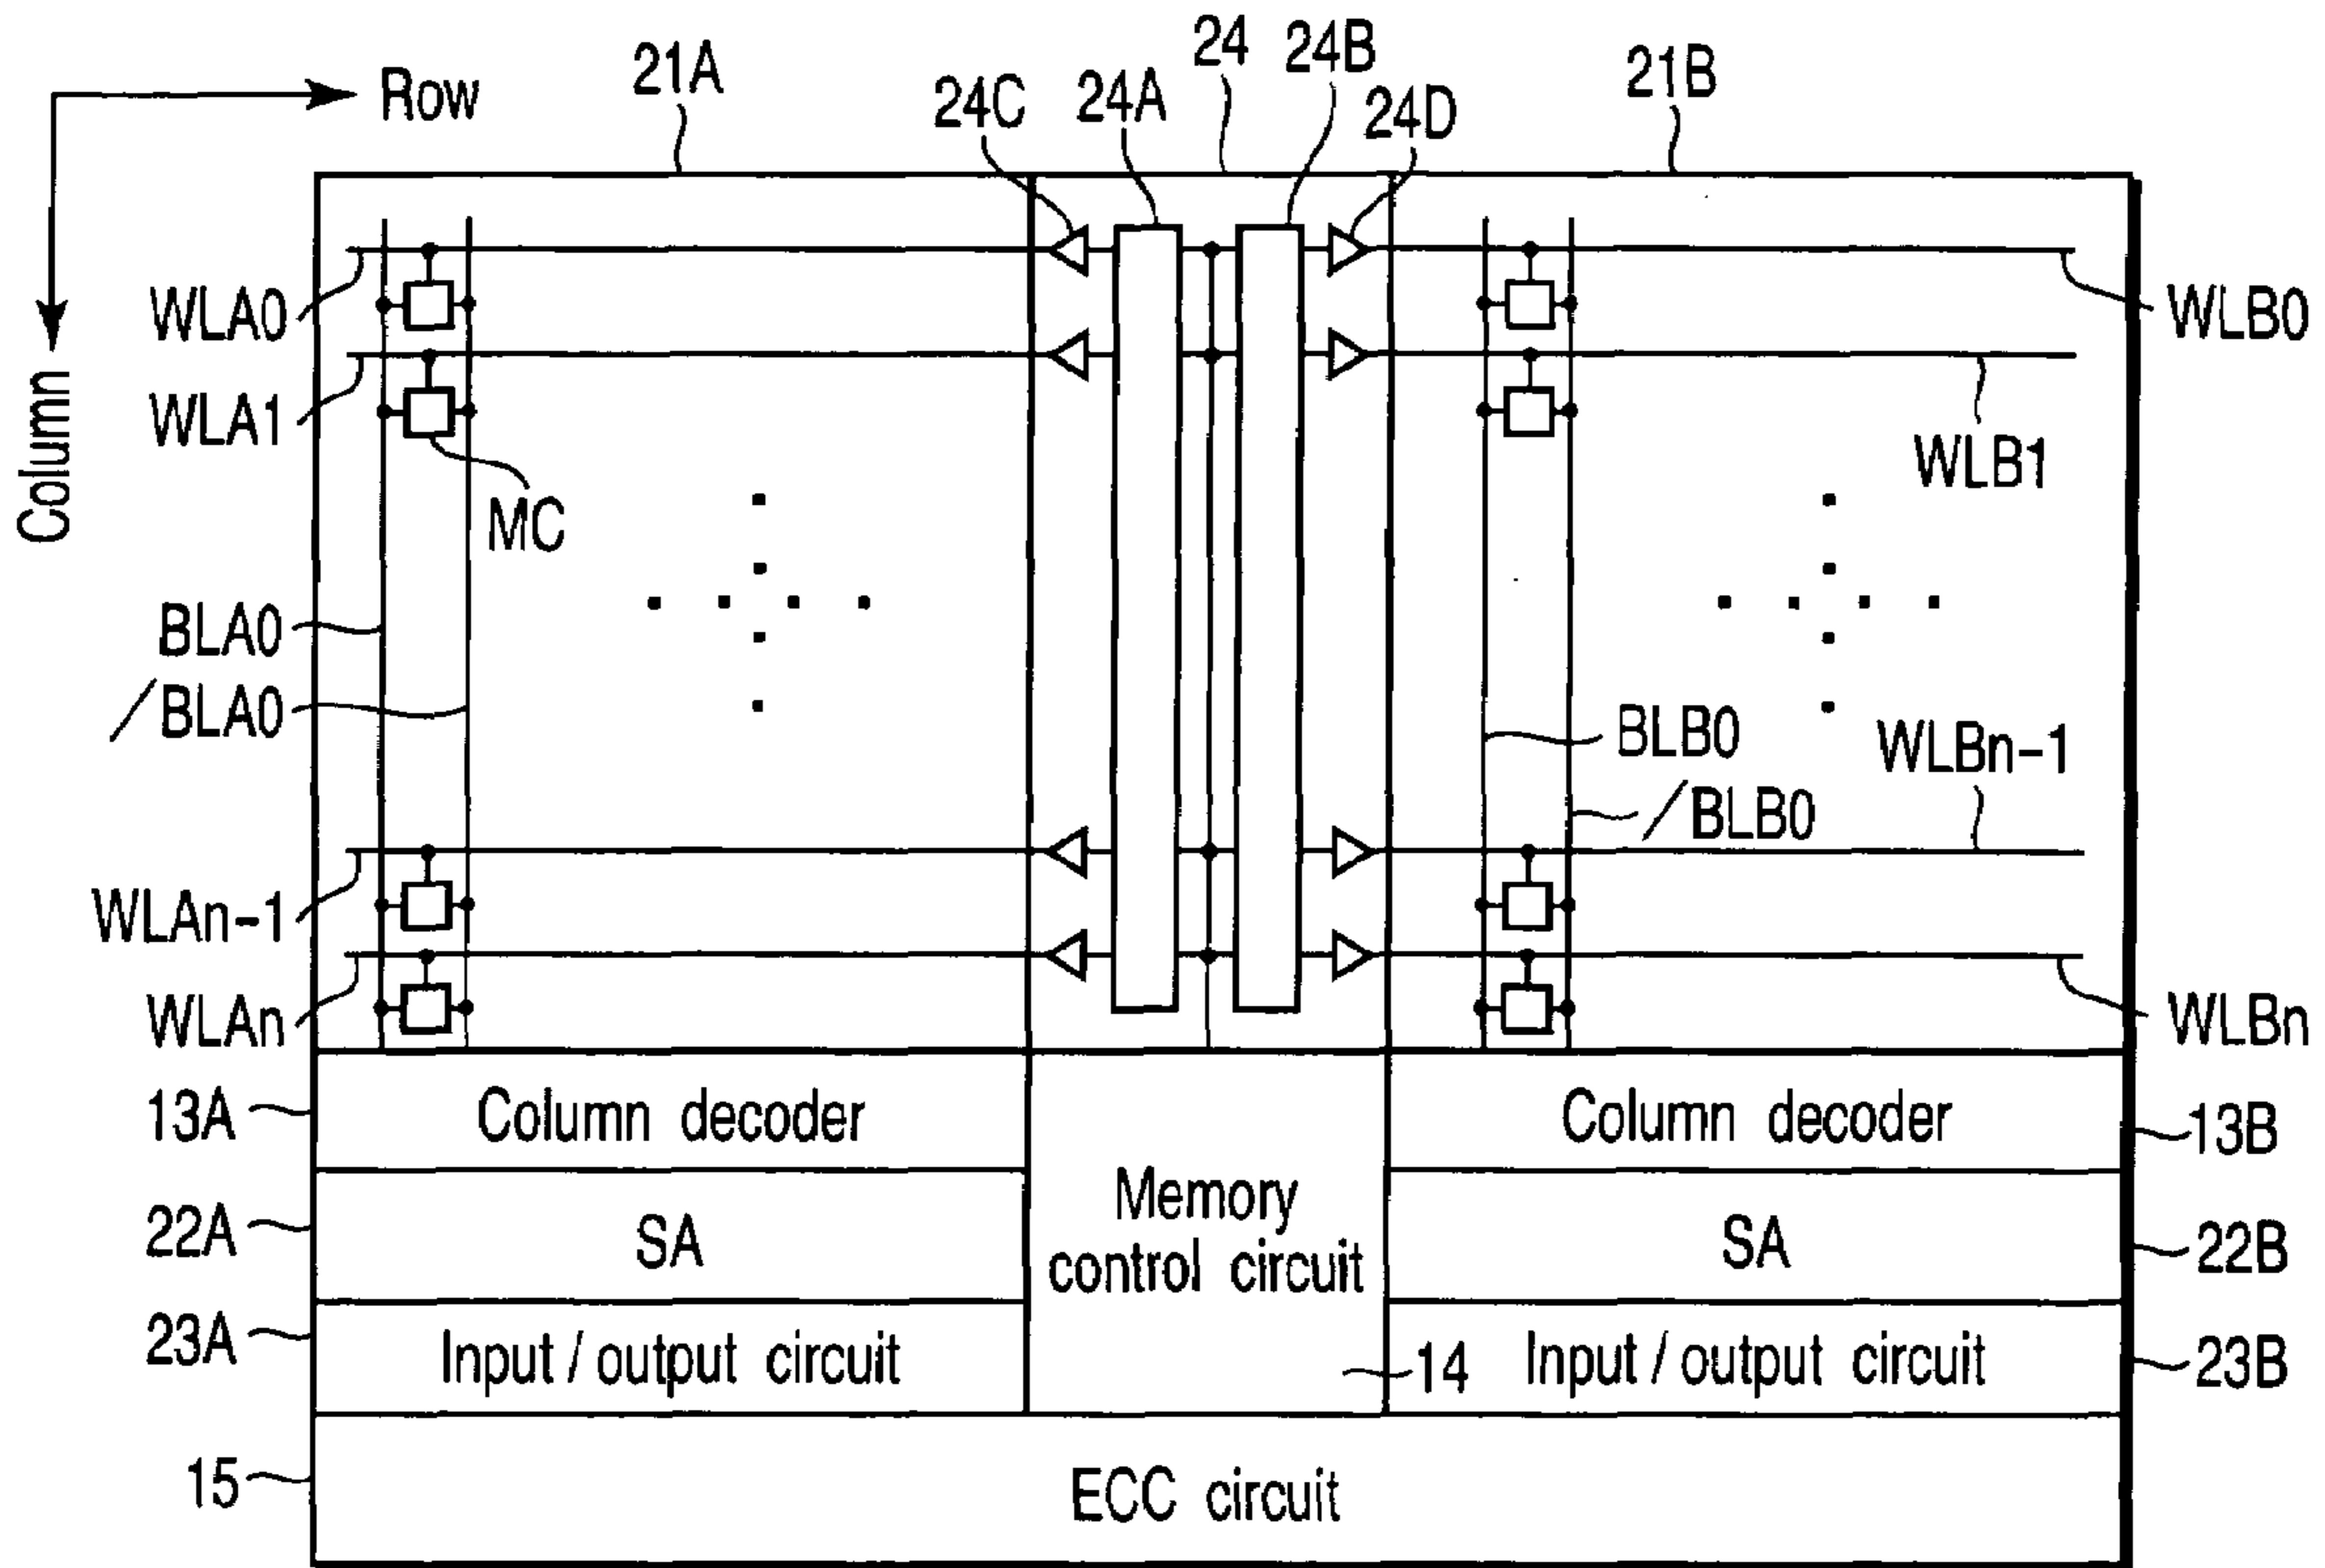 Row
Column
21A
24C
24A
24
24B
24D
21B
WLA0
WLA1
MC
BLA0
/BLA0
WLAn-1
WLAn
WLB0
WLB1
BLB0
/BLB0
WLBn-1
WLBn
13A
Column decoder
Column decoder
13B
22A
SA
Memory
control circuit
SA
22B
23A
Input / output circuit
14
Input / output circuit
23B
15
ECC circuit